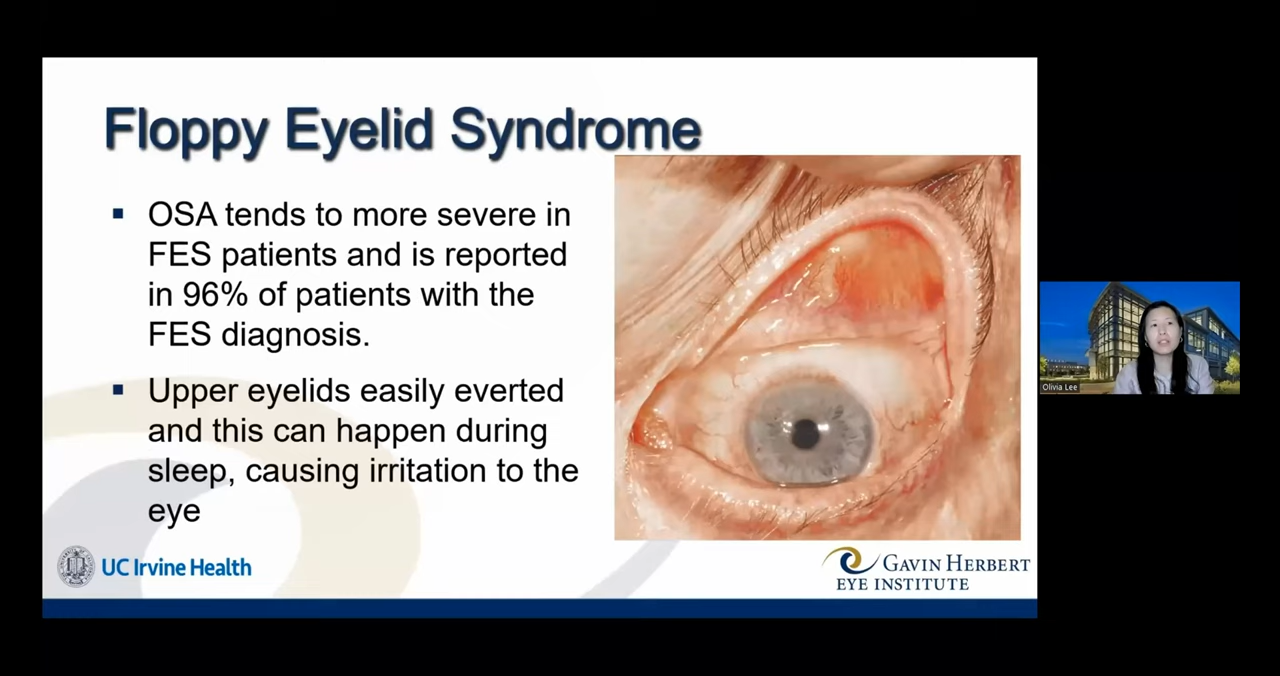 Floppy Eyelid Syndrome
▪ OSA tends to more severe in
FES patients and is reported
in 96% of patients with the
FES diagnosis.
▪ Upper eyelids easily everted
and this can happen during
sleep, causing irritation to the
eye
UC Irvine Health
GAVIN HERBERT
EYE INSTITUTE
Olivia Lee